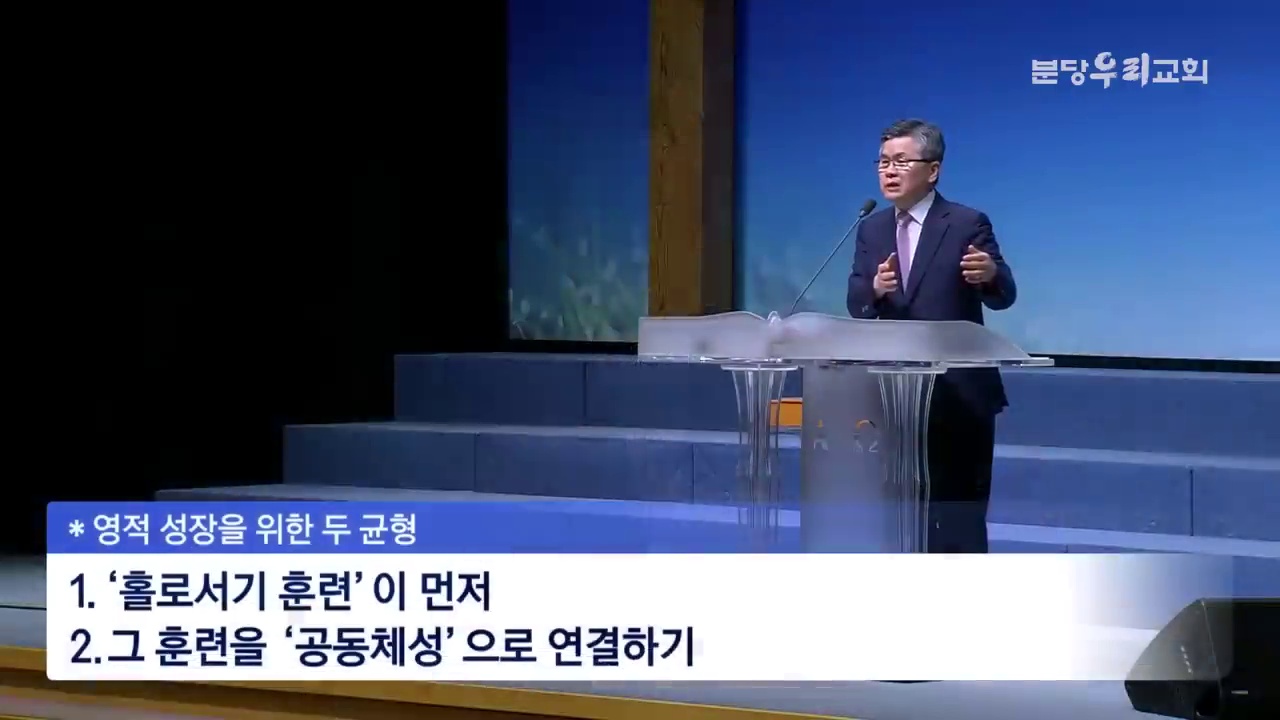 분당우리교회
* 영적 성장을 위한 두 균형
1. ‘홀로서기 훈련’이 먼저
2. 그 훈련을 ‘공동체성’으로 연결하기